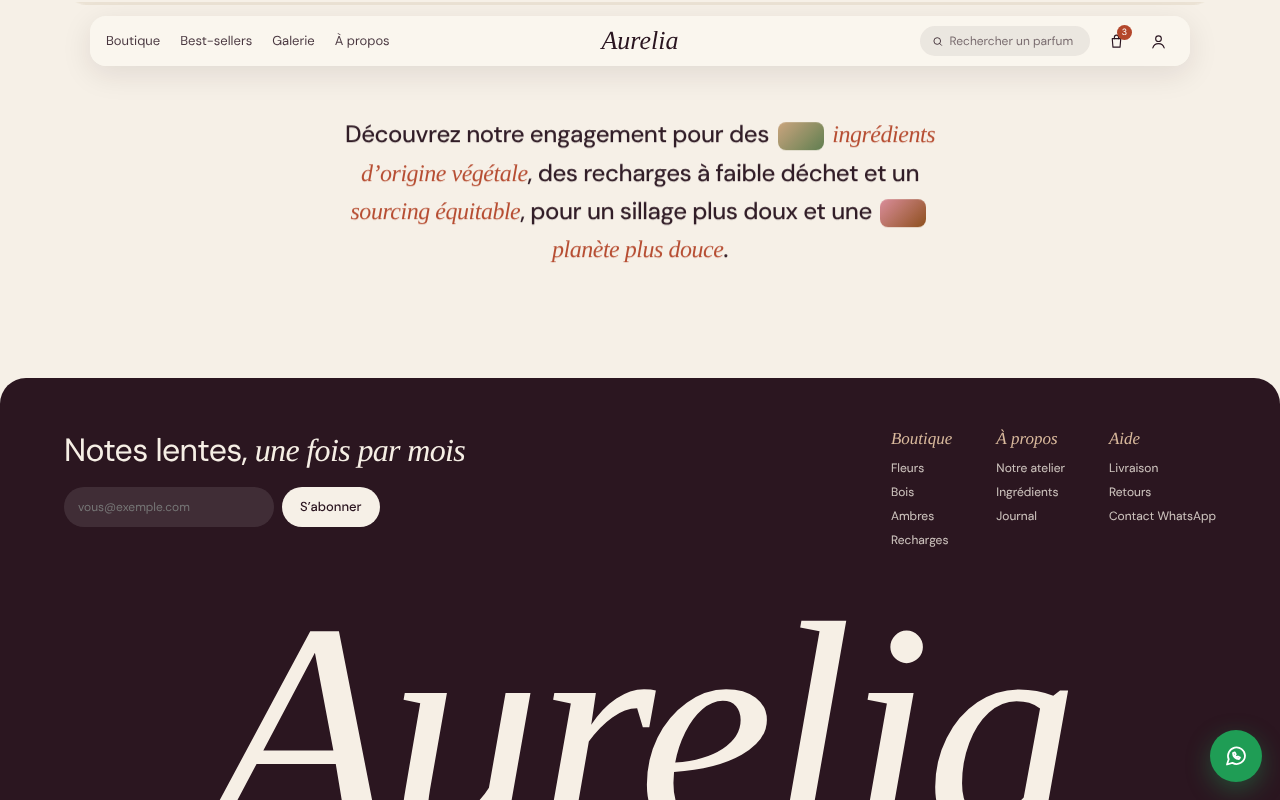 Boutique
Best-sellers
Galerie
À propos
Aurelia
Rechercher un parfum
3
Découvrez notre engagement pour des ingrédients
d’origine végétale, des recharges à faible déchet et un
sourcing équitable, pour un sillage plus doux et une
planète plus douce.
Notes lentes, une fois par mois
vous@exemple.com
S’abonner
Boutique
Fleurs
Bois
Ambres
Recharges
À propos
Notre atelier
Ingrédients
Journal
Aide
Livraison
Retours
Contact WhatsApp
Aurelia